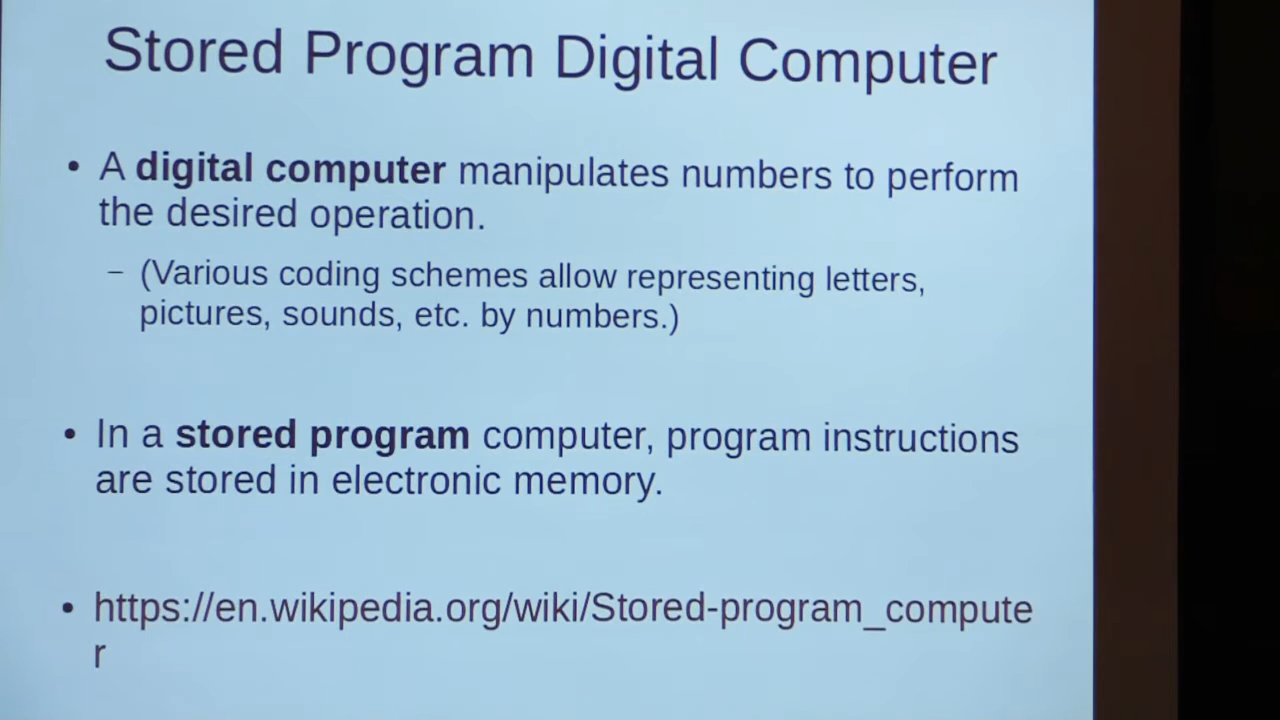 Stored Program Digital Computer
• A digital computer manipulates numbers to perform
the desired operation.
– (Various coding schemes allow representing letters,
pictures, sounds, etc. by numbers.)
• In a stored program computer, program instructions
are stored in electronic memory.
• https://en.wikipedia.org/wiki/Stored-program_compute
r